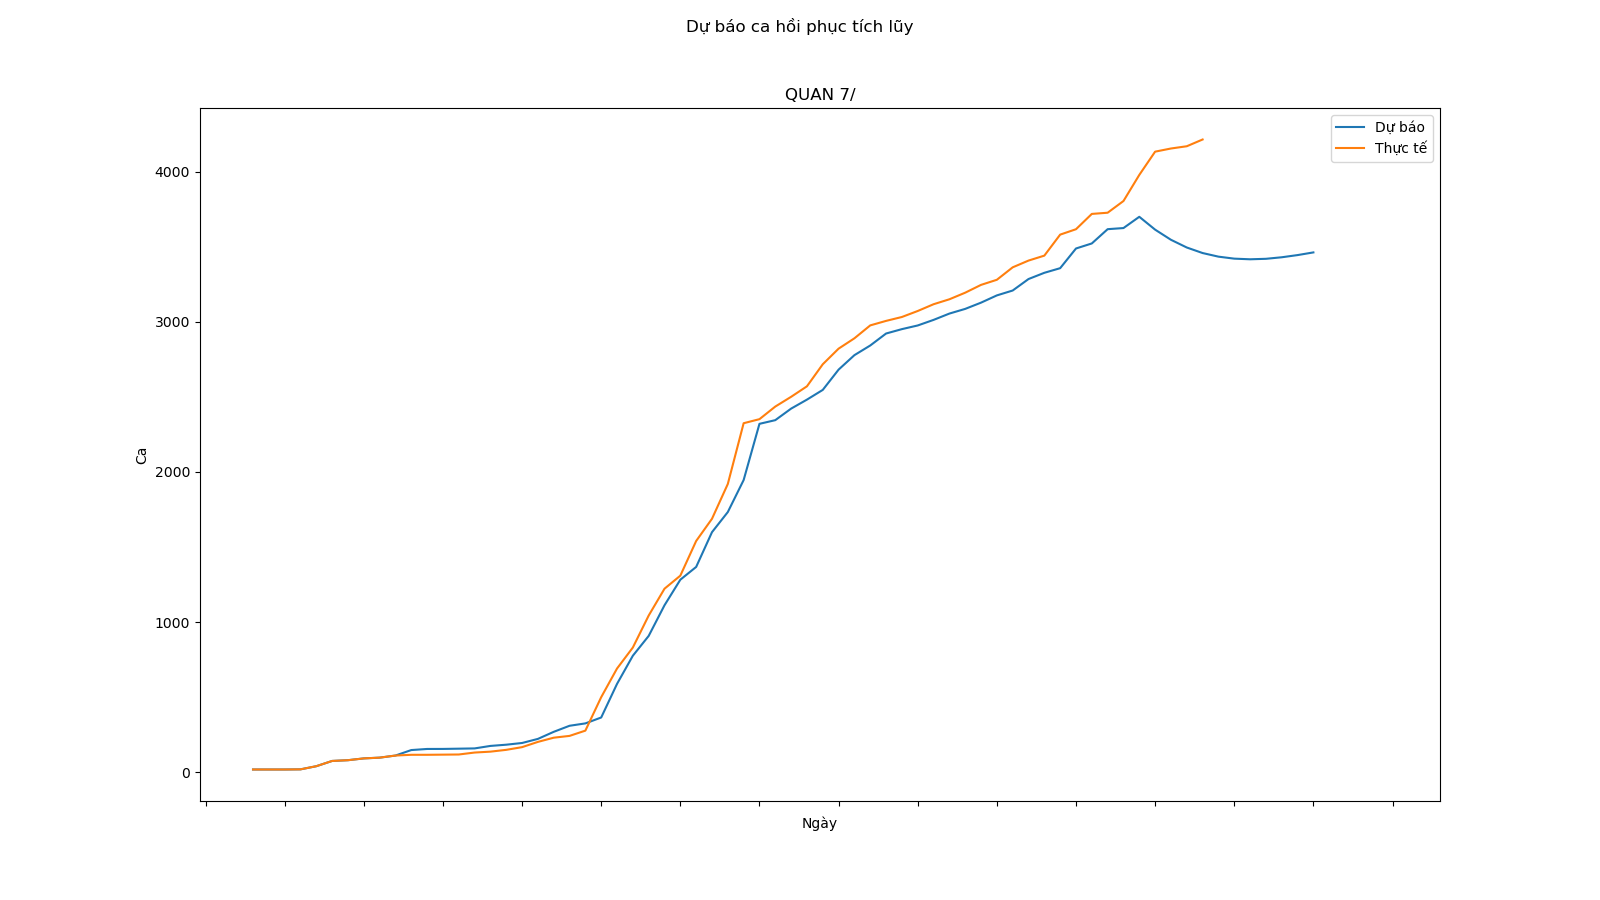 Dự báo ca hồi phục tích lũy
QUAN 7/
Dự báo
Thực tế
4000
3000
2000
1000
0
Ca
Ngày